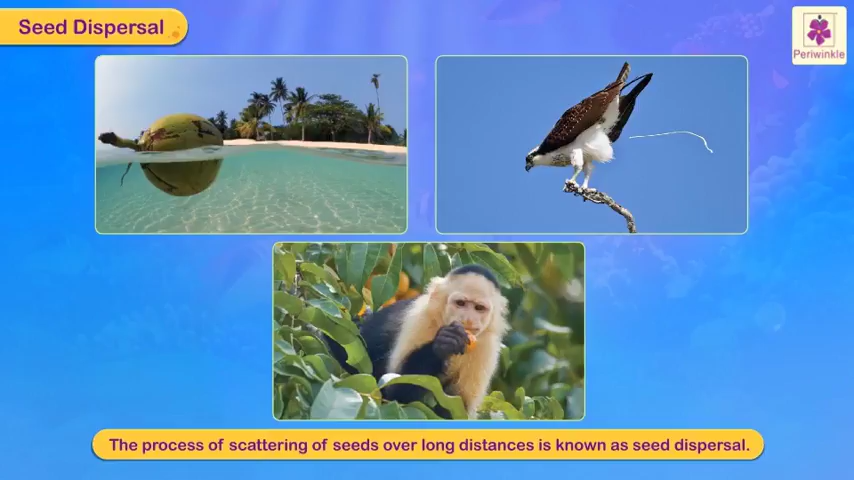 Seed Dispersal
Periwinkle
The process of scattering of seeds over long distances is known as seed dispersal.